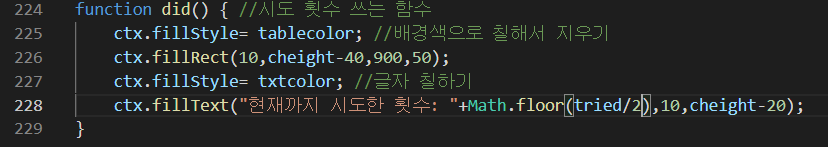 224 function did() { //시도 횟수 쓰는 함수
225 ctx.fillStyle= tablecolor; //배경색으로 칠해서 지우기
226 ctx.fillRect(10,cheight-40,900,50);
227 ctx.fillStyle= txtcolor; //글자 칠하기
228 ctx.fillText("현재까지 시도한 횟수: "+Math.floor(tried/2),10,cheight-20);
229 }